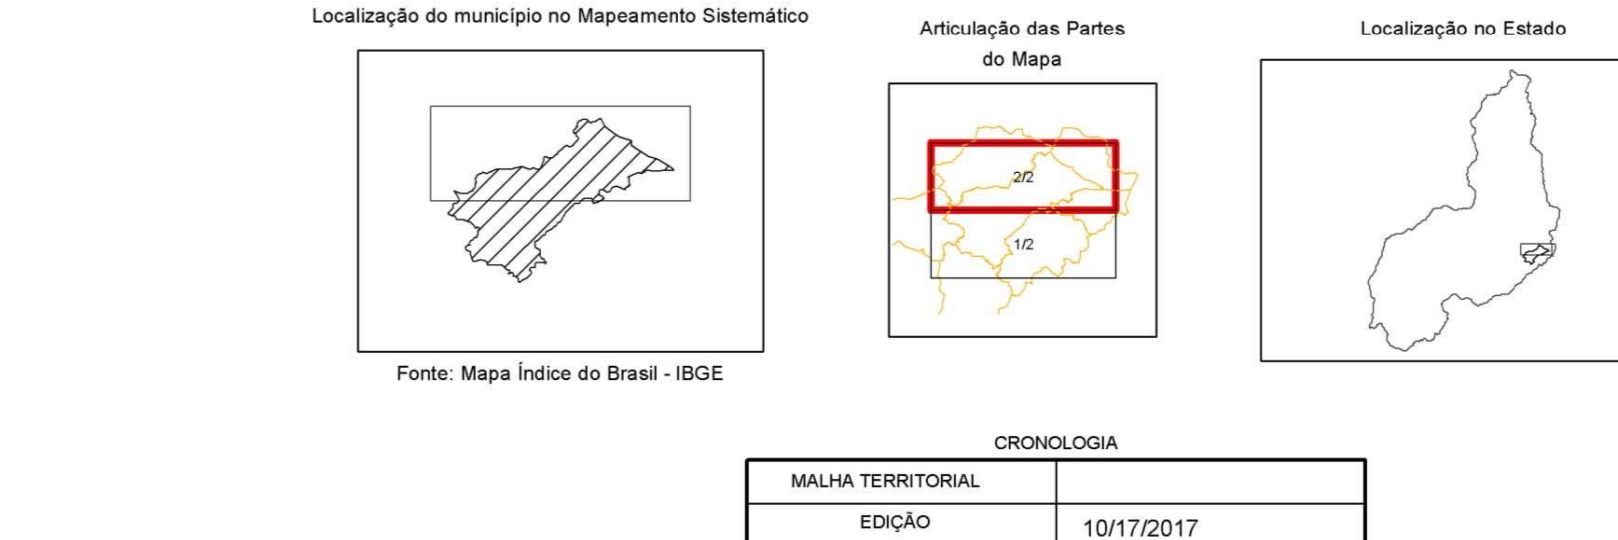 Localização do município no Mapeamento Sistemático
Articulação das Partes
do Mapa
Localização no Estado
2/2
1/2
Fonte: Mapa Índice do Brasil - IBGE
CRONOLOGIA
MALHA TERRITORIAL
EDIÇÃO 10/17/2017